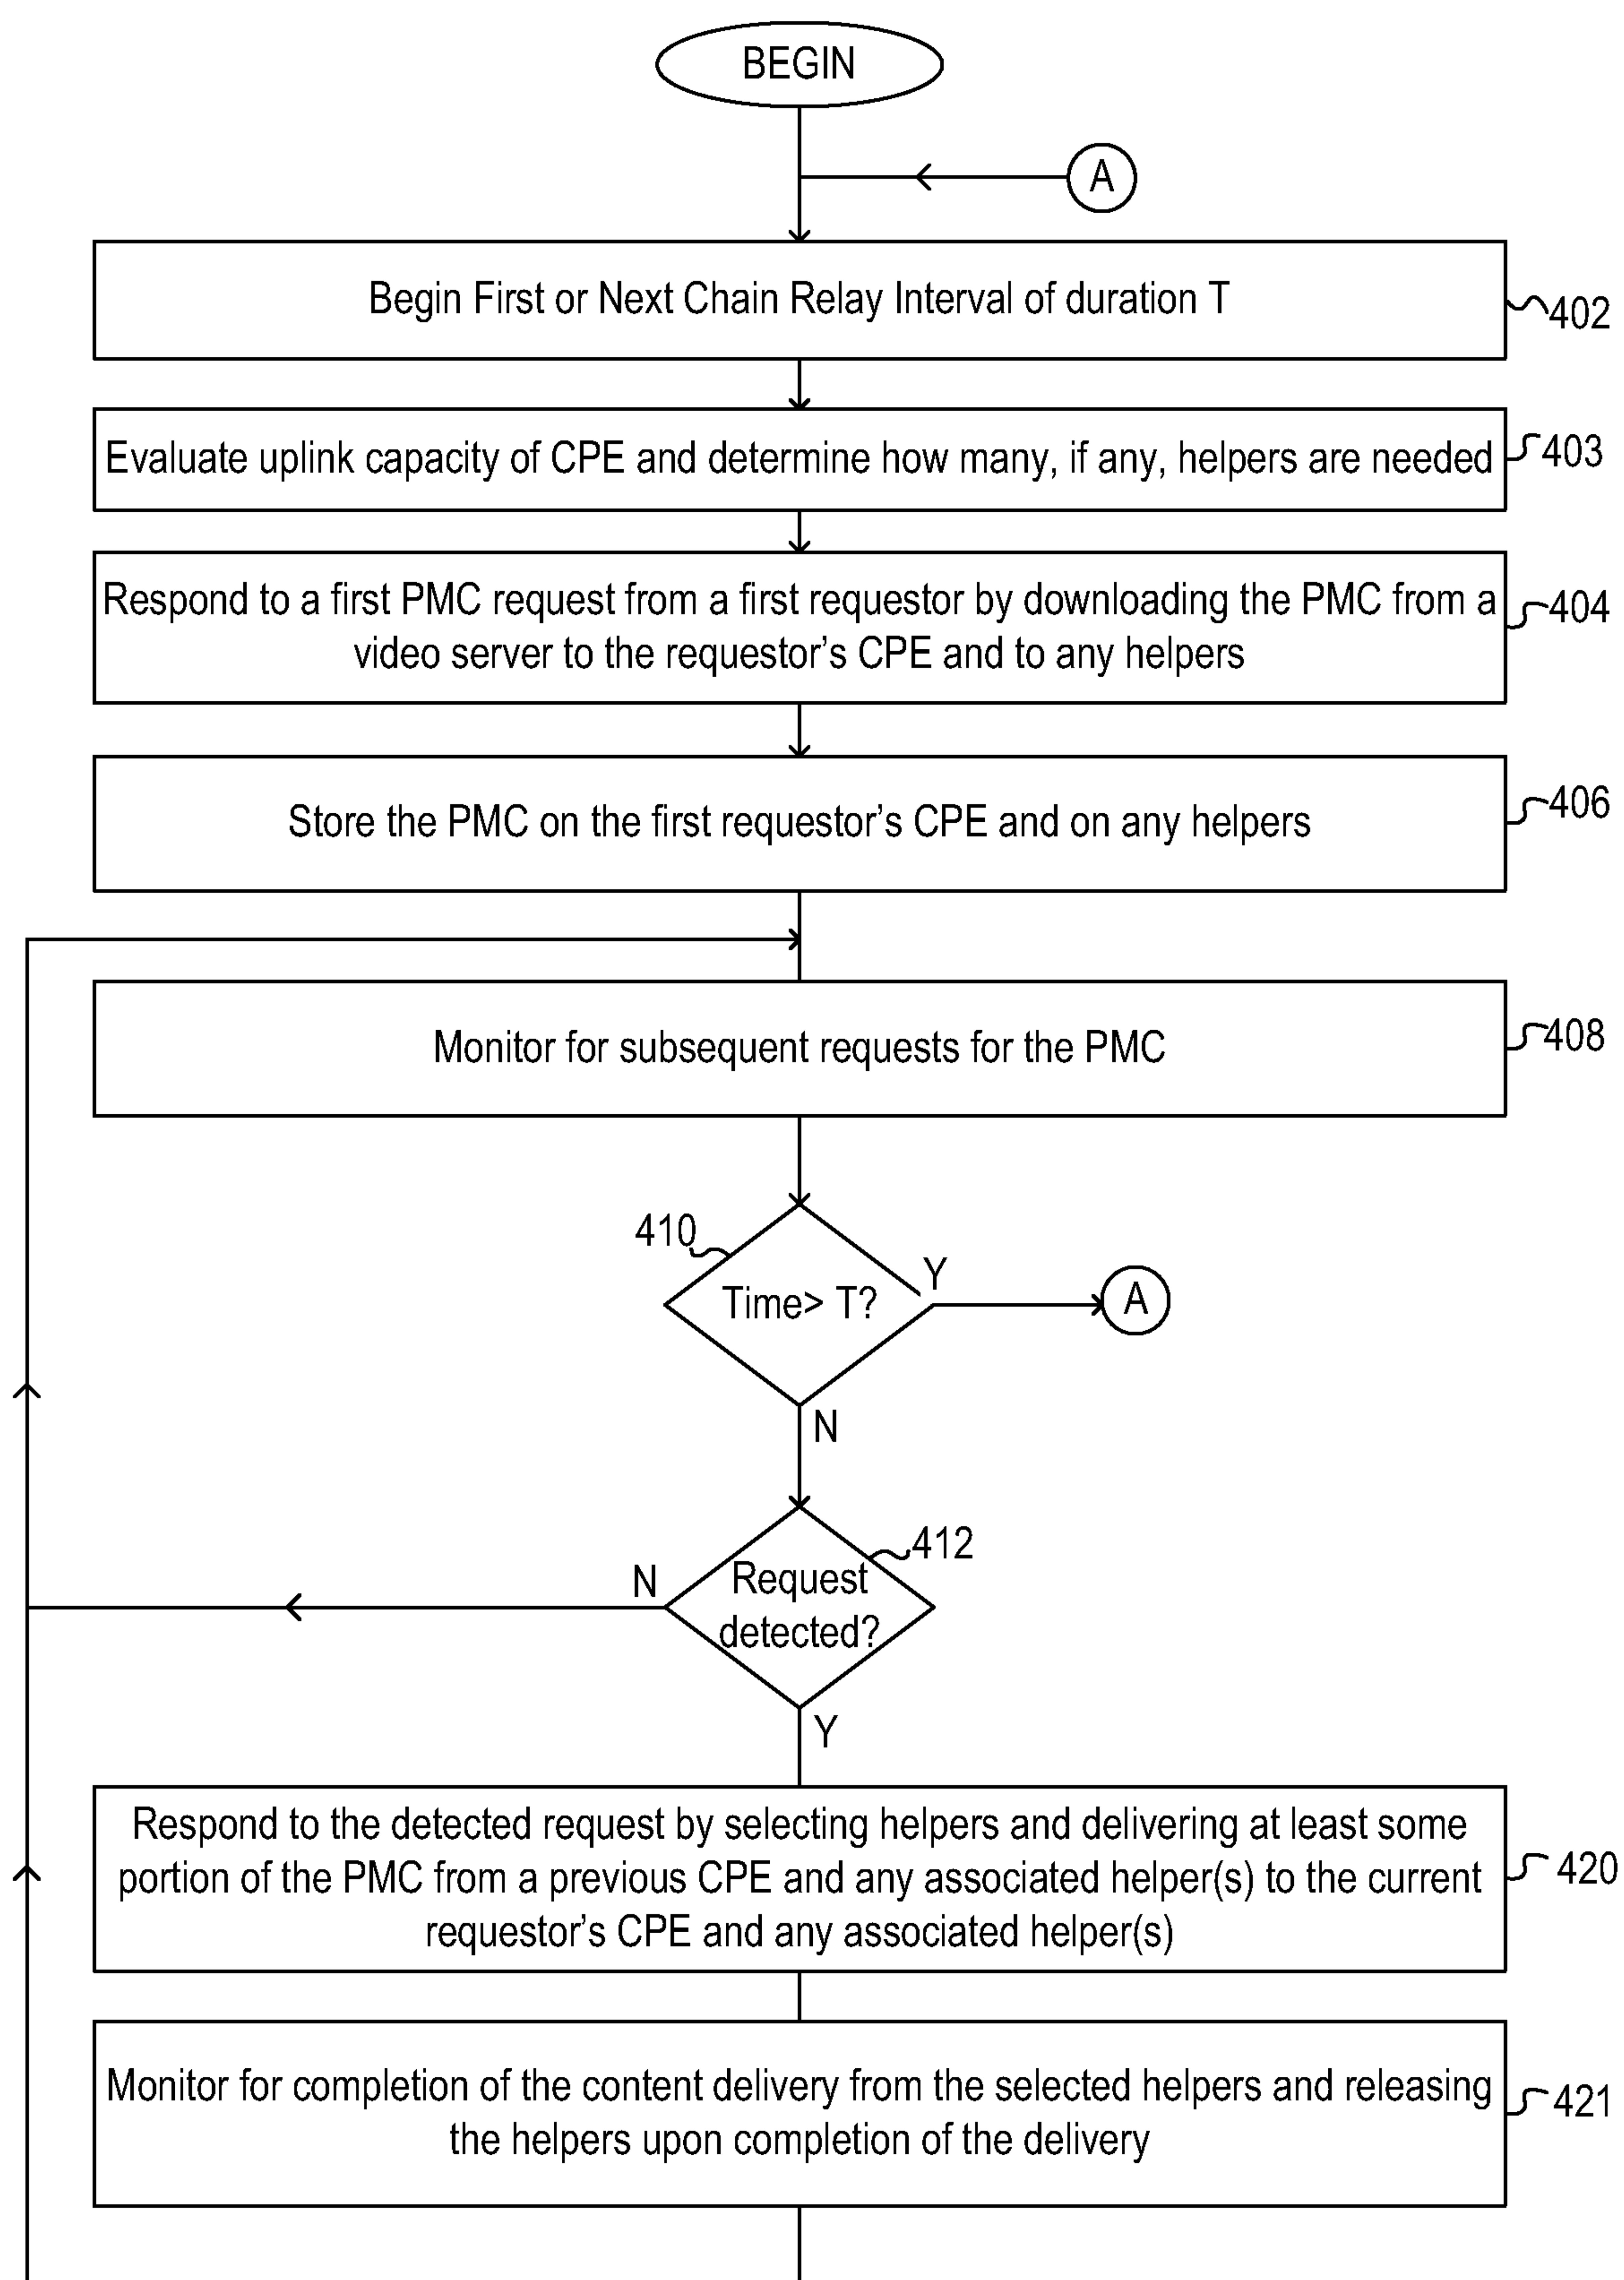 BEGIN
A
Begin First or Next Chain Relay Interval of duration T
402
Evaluate uplink capacity of CPE and determine how many, if any, helpers are needed
403
Respond to a first PMC request from a first requestor by downloading the PMC from a
video server to the requestor's CPE and to any helpers
404
Store the PMC on the first requestor's CPE and on any helpers
406
Monitor for subsequent requests for the PMC
408
410
Time> T?
Y
A
N
412
Request
detected?
N
Y
Respond to the detected request by selecting helpers and delivering at least some
portion of the PMC from a previous CPE and any associated helper(s) to the current
requestor's CPE and any associated helper(s)
420
Monitor for completion of the content delivery from the selected helpers and releasing
the helpers upon completion of the delivery
421